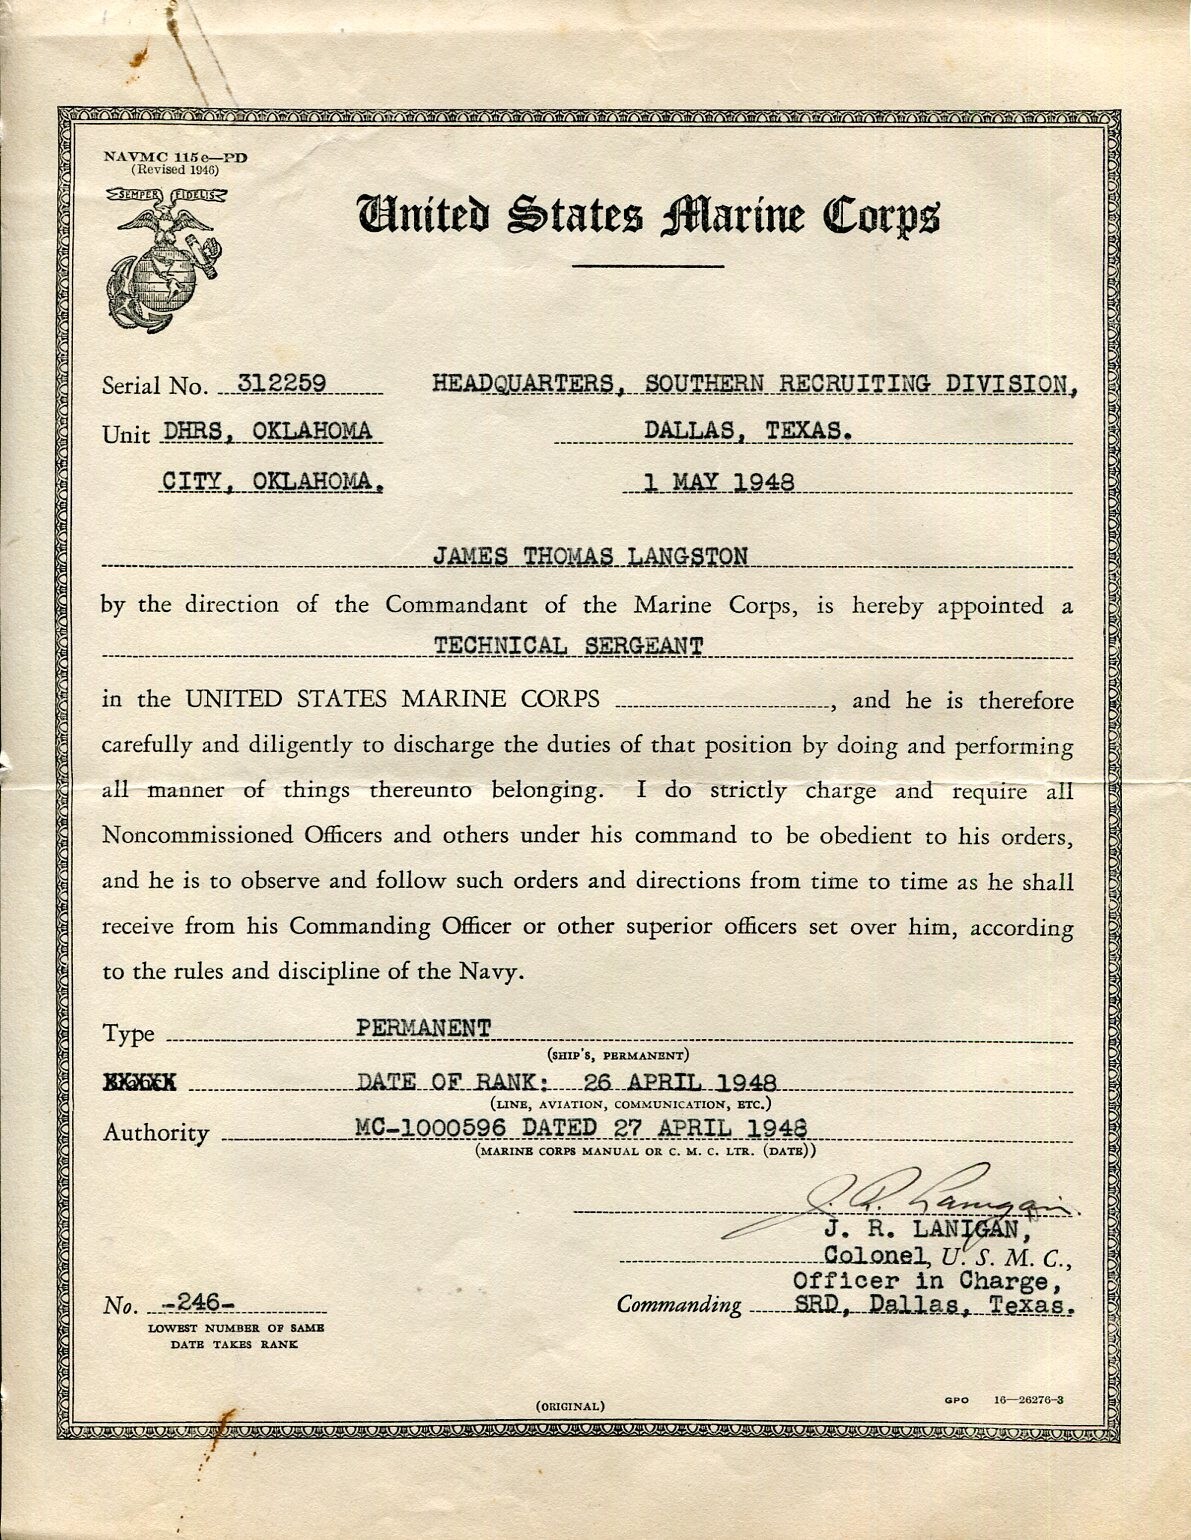 NAVMC 115e—PD
(Revised 1946)
SEMPER FIDELIS
United States Marine Corps
Serial No. 312259 HEADQUARTERS, SOUTHERN RECRUITING DIVISION,
Unit DHRS, OKLAHOMA DALLAS, TEXAS.
CITY, OKLAHOMA. 1 MAY 1948
JAMES THOMAS LANGSTON
by the direction of the Commandant of the Marine Corps, is hereby appointed a
TECHNICAL SERGEANT
in the UNITED STATES MARINE CORPS , and he is therefore
carefully and diligently to discharge the duties of that position by doing and performing
all manner of things thereunto belonging. I do strictly charge and require all
Noncommissioned Officers and others under his command to be obedient to his orders,
and he is to observe and follow such orders and directions from time to time as he shall
receive from his Commanding Officer or other superior officers set over him, according
to the rules and discipline of the Navy.
Type PERMANENT
(SHIP'S, PERMANENT)
DATE OF RANK: 26 APRIL 1948
(LINE, AVIATION, COMMUNICATION, ETC.)
Authority MC-1000596 DATED 27 APRIL 1948
(MARINE CORPS MANUAL OR C. M. C. LTR. (DATE))
J. R. Lanigan
J. R. LANIGAN,
Colonel, U. S. M. C.,
Officer in Charge,
No. -246- Commanding SRD, Dallas, Texas.
LOWEST NUMBER OF SAME
DATE TAKES RANK
(ORIGINAL)
GPO 16—26276-3